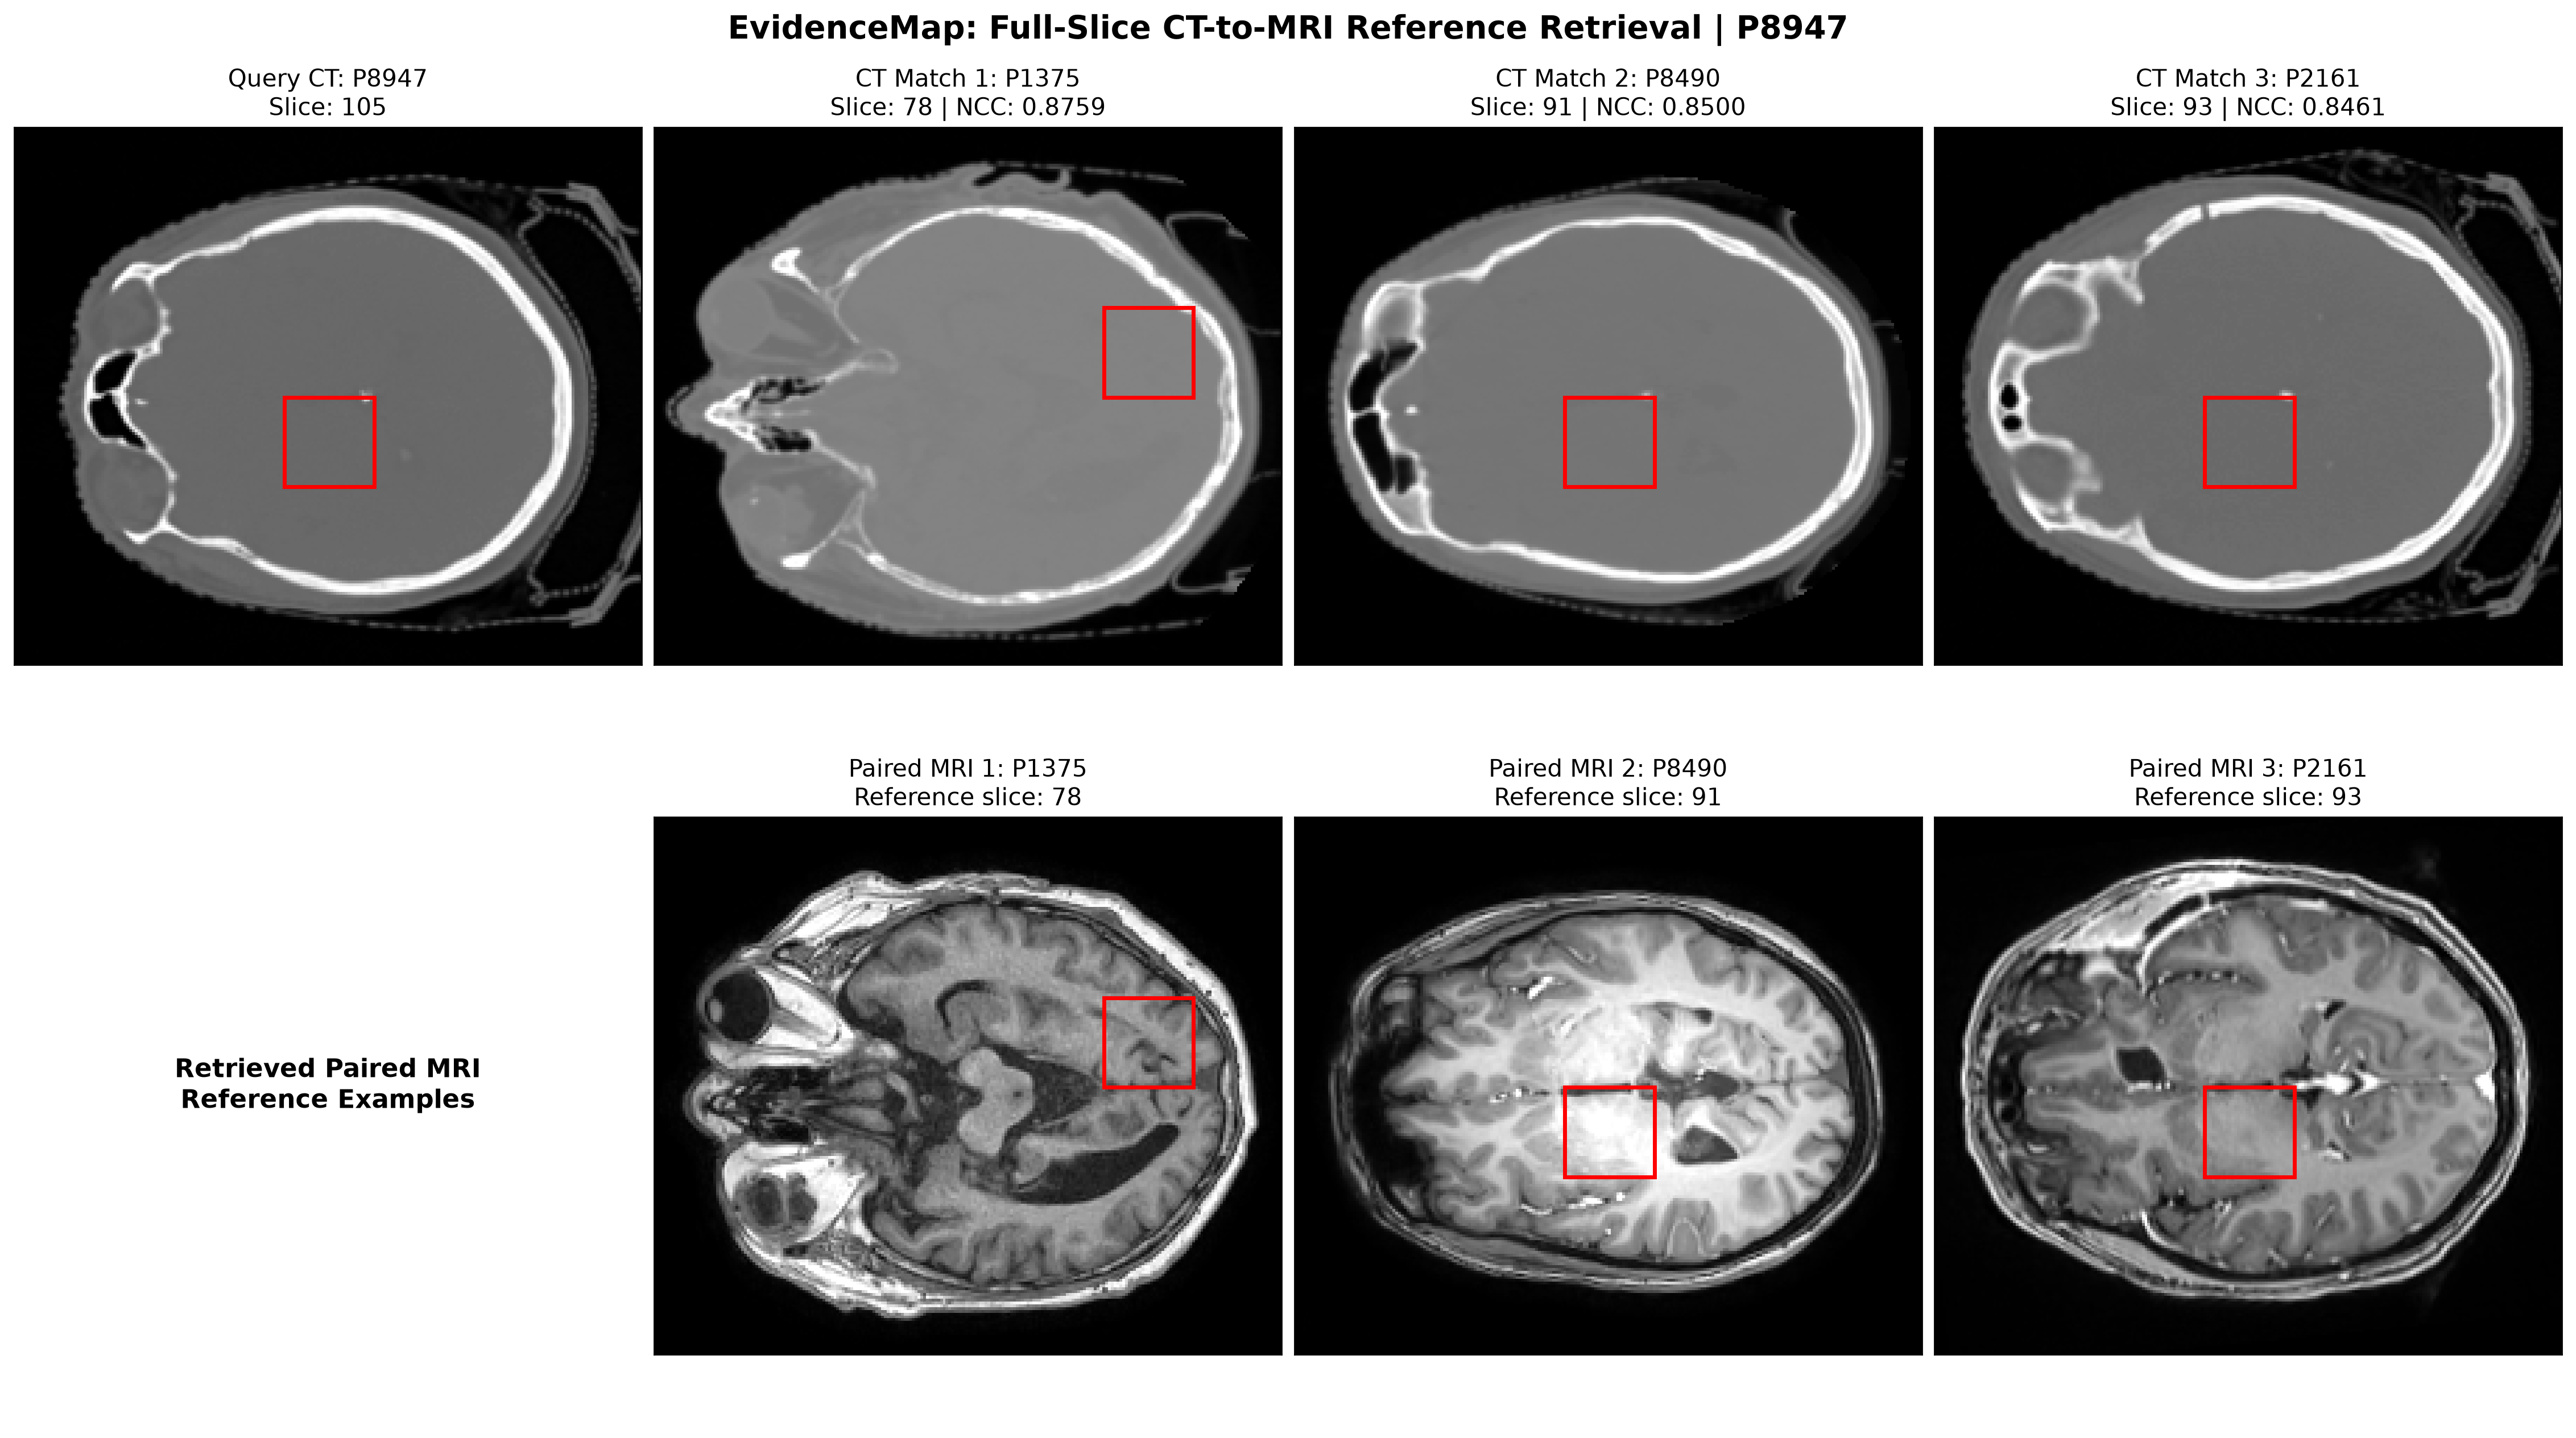 EvidenceMap: Full-Slice CT-to-MRI Reference Retrieval | P8947
Query CT: P8947
Slice: 105
CT Match 1: P1375
Slice: 78 | NCC: 0.8759
CT Match 2: P8490
Slice: 91 | NCC: 0.8500
CT Match 3: P2161
Slice: 93 | NCC: 0.8461
Retrieved Paired MRI
Reference Examples
Paired MRI 1: P1375
Reference slice: 78
Paired MRI 2: P8490
Reference slice: 91
Paired MRI 3: P2161
Reference slice: 93